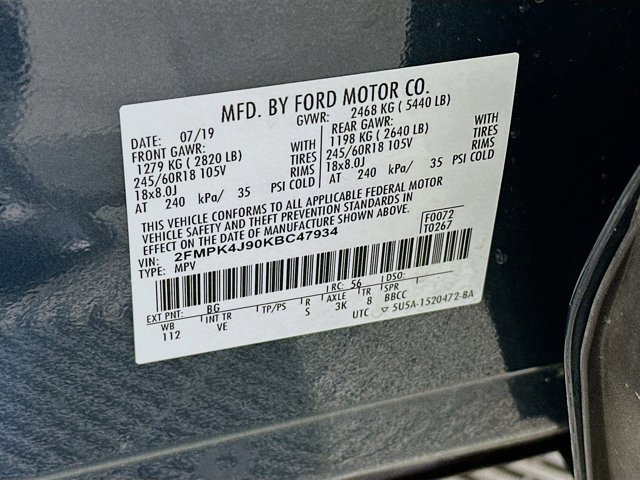 MFD. BY FORD MOTOR CO.
DATE: 07/19 GVWR: 2468 KG ( 5440 LB)
FRONT GAWR: WITH REAR GAWR: WITH
1279 KG ( 2820 LB) TIRES 1198 KG ( 2640 LB) TIRES
245/60R18 105V RIMS 245/60R18 105V RIMS
18x8.0J 18x8.0J
AT 240 kPa/ 35 PSI COLD AT 240 kPa/ 35 PSI COLD
THIS VEHICLE CONFORMS TO ALL APPLICABLE FEDERAL MOTOR
VEHICLE SAFETY AND THEFT PREVENTION STANDARDS IN
EFFECT ON THE DATE OF MANUFACTURE SHOWN ABOVE.
VIN: 2FMPK4J90KBC47934 F0072
TYPE: MPV T0267
EXT PNT: BG RC: 56 DSO:
WB INT TR TP/PS R AXLE TR SPR
112 VE S 3K 8 BBCC
UTC ▽ 5U5A-1520472-BA